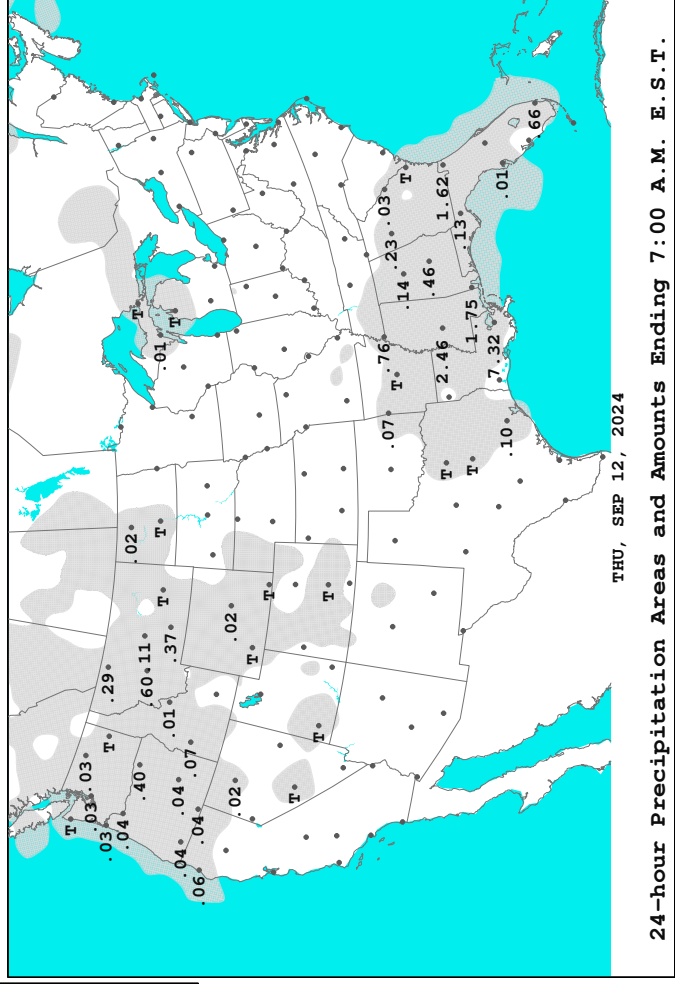 T
.03
.03
.03
.04
T
.29
.40
.60
.11
.37
.01
.07
.04
.04
.04
.06
.02
T
T
.02
T
T
.02
T
T
T
T
T
.01
T
.03
.23
.14
.46
1.62
.13
.01
.66
.76
T
.07
2.46
1.75
7.32
T
T
.10
THU, SEP 12, 2024
24-hour Precipitation Areas and Amounts Ending 7:00 A.M. E.S.T.